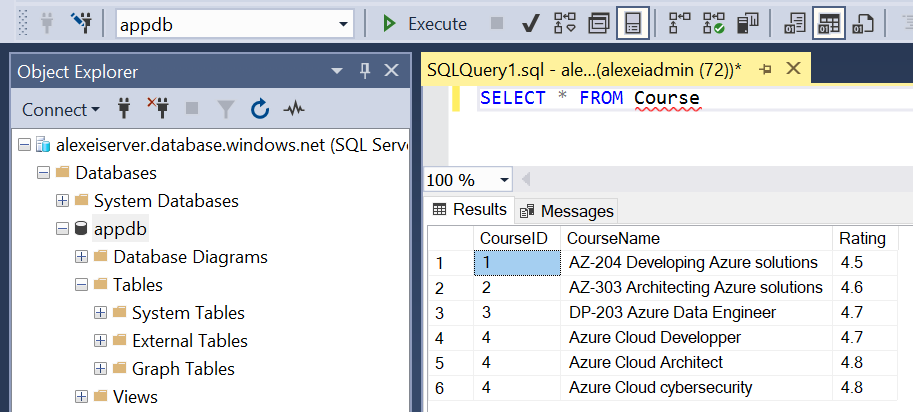 appdb Execute
Object Explorer
Connect
alexeiserver.database.windows.net (SQL Serve
Databases
System Databases
appdb
Database Diagrams
Tables
System Tables
External Tables
Graph Tables
Views
SQLQuery1.sql - ale...(alexeiadmin (72))*
SELECT * FROM Course
100 %
Results Messages
CourseID CourseName Rating
1 1 AZ-204 Developing Azure solutions 4.5
2 2 AZ-303 Architecting Azure solutions 4.6
3 3 DP-203 Azure Data Engineer 4.7
4 4 Azure Cloud Developper 4.7
5 4 Azure Cloud Architect 4.8
6 4 Azure Cloud cybersecurity 4.8